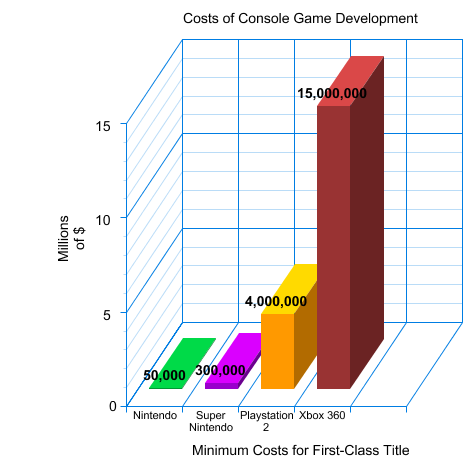 Costs of Console Game Development
15,000,000
15
Millions
of $
10
4,000,000
5
300,000
50,000
0
Nintendo
Super
Nintendo
Playstation
2
Xbox 360
Minimum Costs for First-Class Title